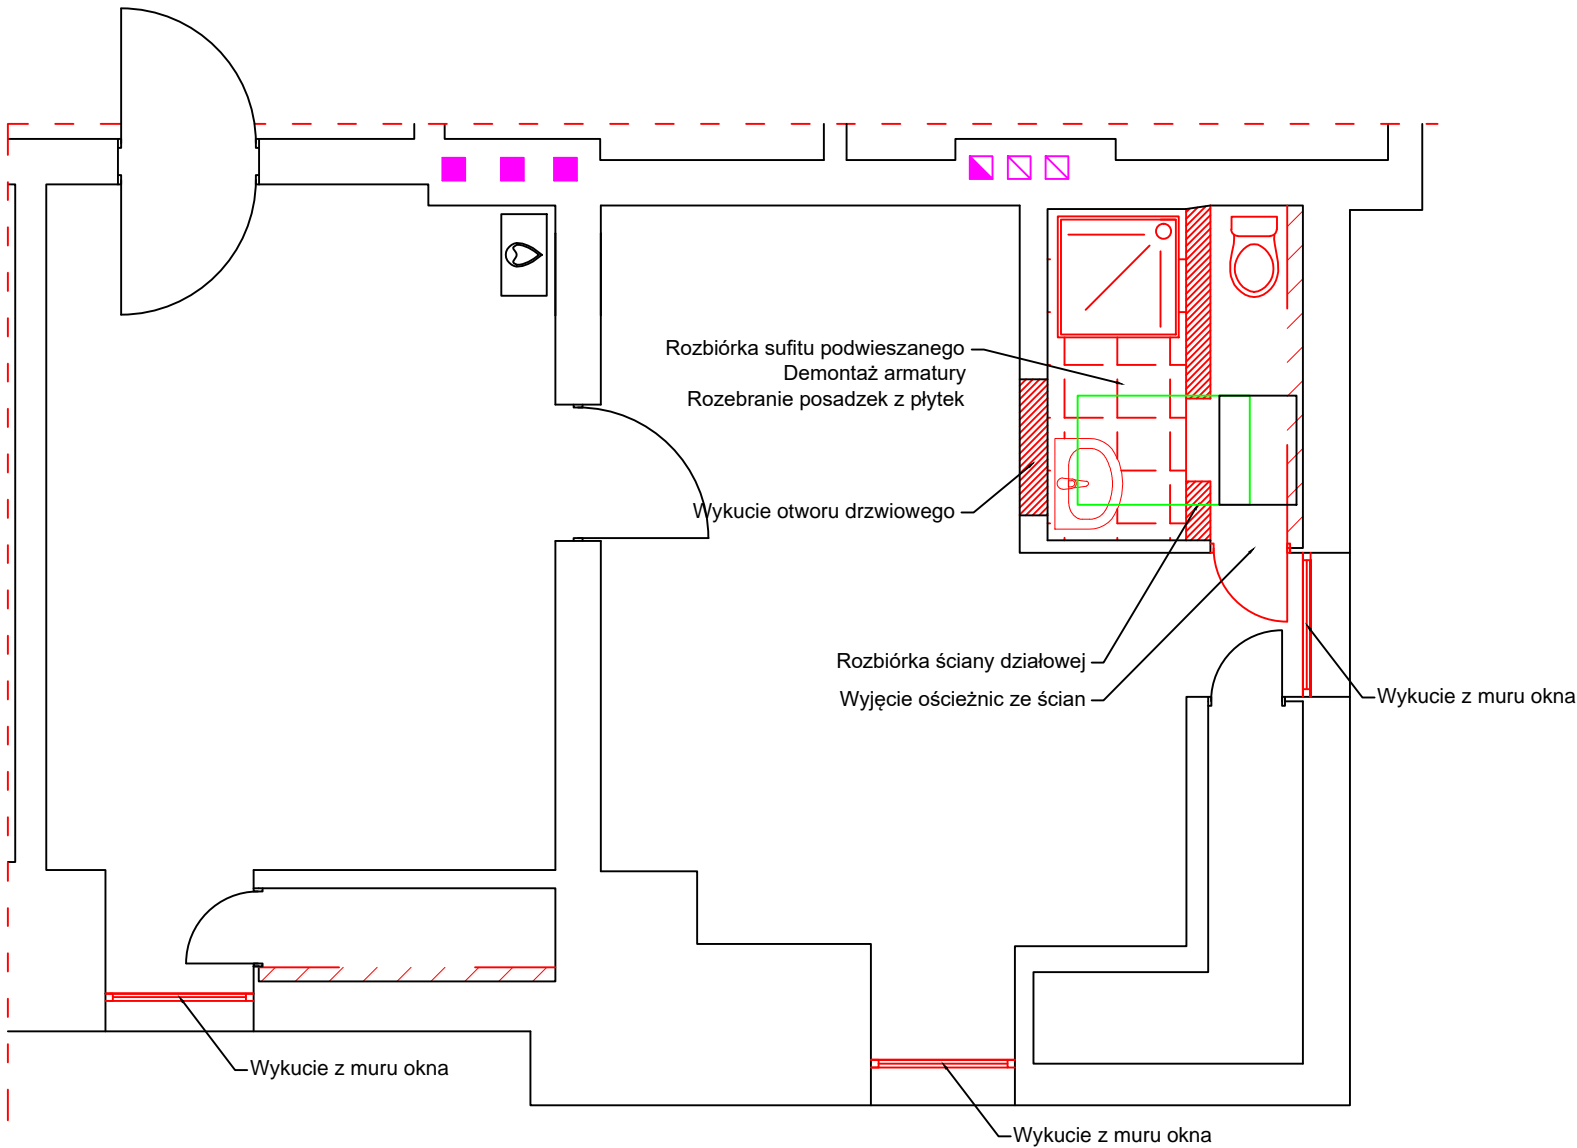 Rozbiórka sufitu podwieszanego
Demontaż armatury
Rozebranie posadzek z płytek
Wykucie otworu drzwiowego
Rozbiórka ściany działowej
Wyjęcie ościeżnic ze ścian
Wykucie z muru okna
Wykucie z muru okna
Wykucie z muru okna